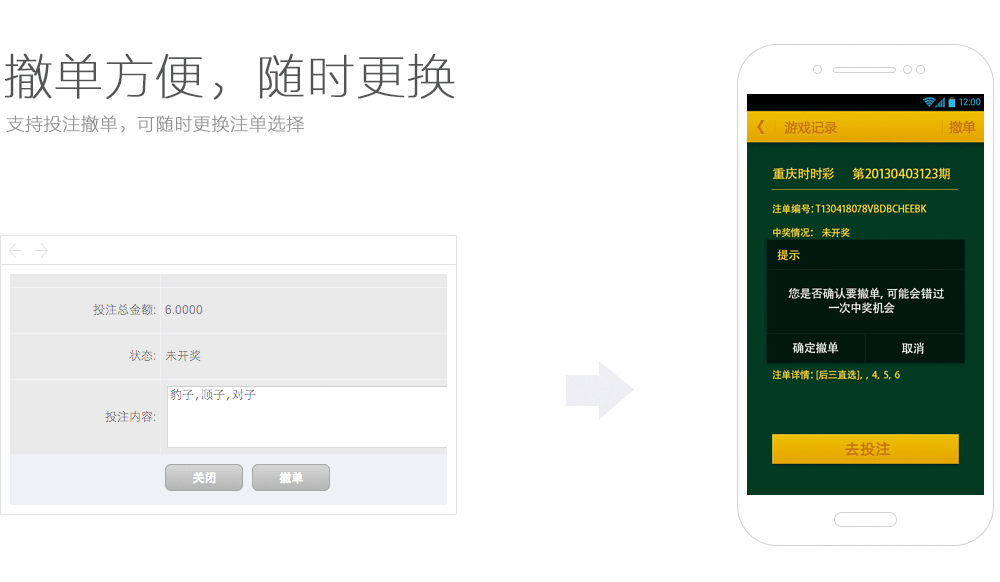 撤单方便，随时更换
支持投注撤单，可随时更换注单选择
投注总金额: 6.0000
状态: 未开奖
投注内容: 豹子,顺子,对子
关闭 撤单
12:00
游戏记录 撤单
重庆时时彩 第20130403123期
注单编号: T130418078VBDBCHEEBK
中奖情况: 未开奖
提示
您是否确认要撤单, 可能会错过
一次中奖机会
确定撤单 取消
注单详情: [后三直选], , 4, 5, 6
去投注